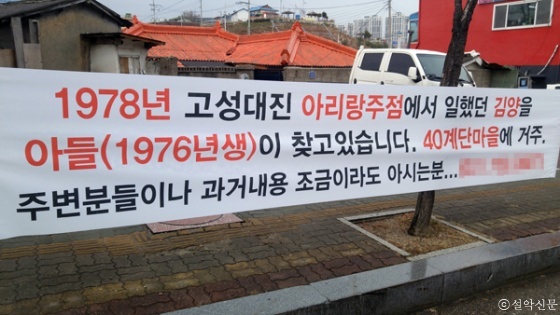 1978년 고성대진 아리랑주점에서 일했던 김양을
아들(1976년생)이 찾고있습니다. 40계단마을에 거주.
주변분들이나 과거내용 조금이라도 아시는분...
ⓒ설악신문